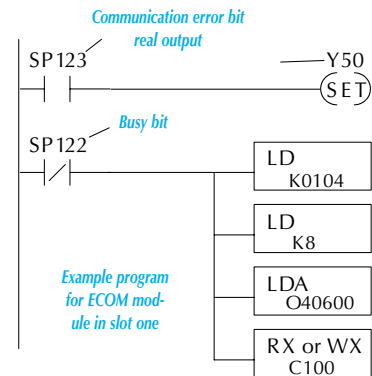 Communication error bit
real output
SP123
Y50
SET
Busy bit
SP122
LD
K0104
LD
K8
Example program
for ECOM mod-
ule in slot one
LDA
O40600
RX or WX
C100